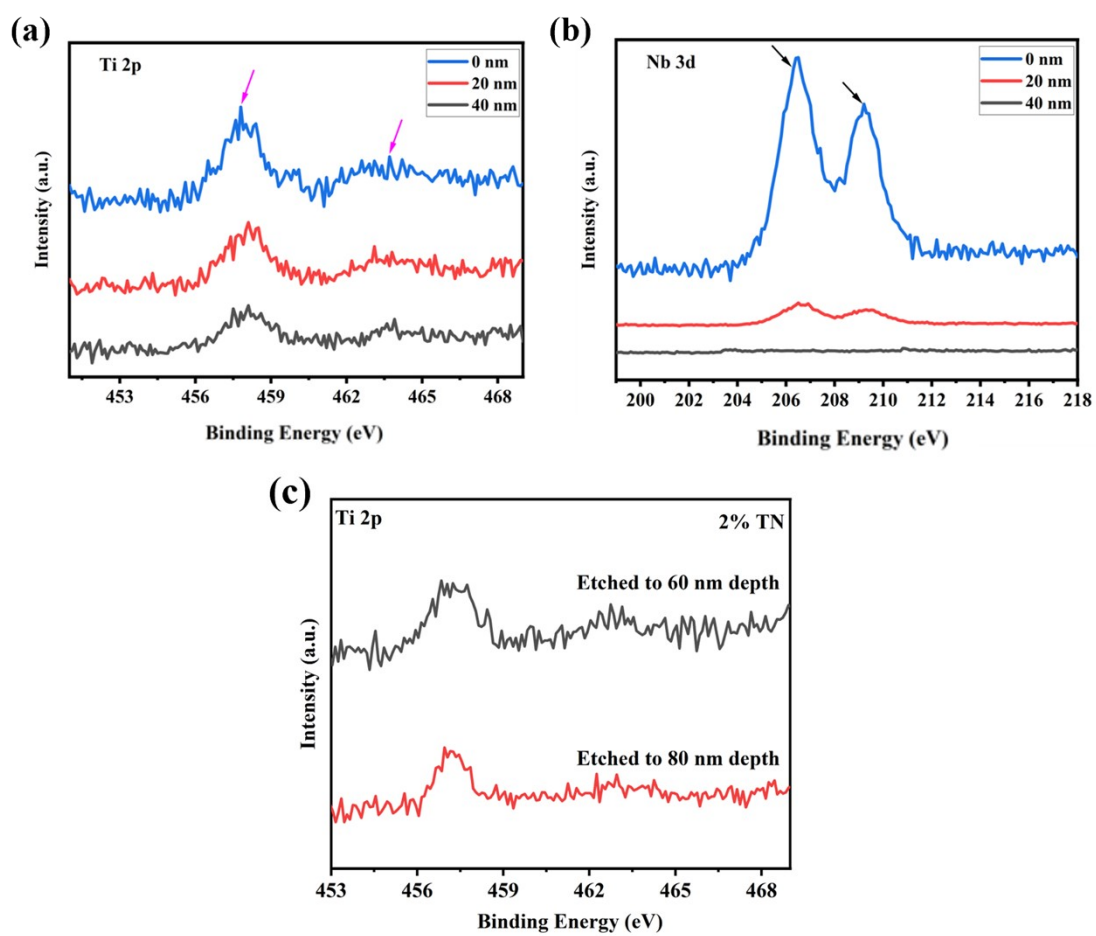 (a)
Ti 2p
0 nm
20 nm
40 nm
Intensity (a.u.)
453 456 459 462 465 468
Binding Energy (eV)
(b)
Nb 3d
0 nm
20 nm
40 nm
Intensity (a.u.)
200 202 204 206 208 210 212 214 216 218
Binding Energy (eV)
(c)
Ti 2p 2% TN
Etched to 60 nm depth
Etched to 80 nm depth
Intensity (a.u.)
453 456 459 462 465 468
Binding Energy (eV)